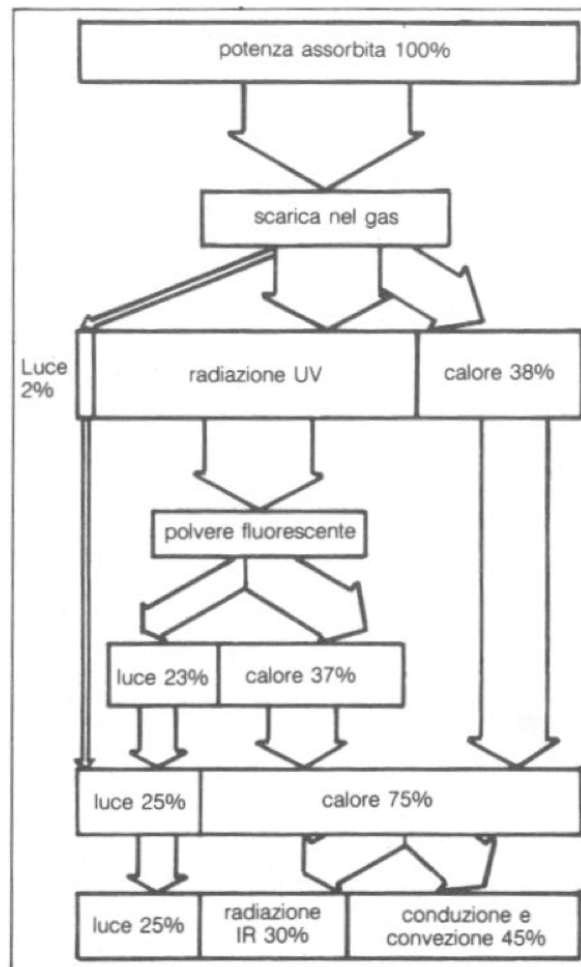 potenza assorbita 100%
scarica nel gas
Luce
2%
radiazione UV
calore 38%
polvere fluorescente
luce 23%
calore 37%
luce 25%
calore 75%
luce 25%
radiazione
IR 30%
conduzione e
convezione 45%